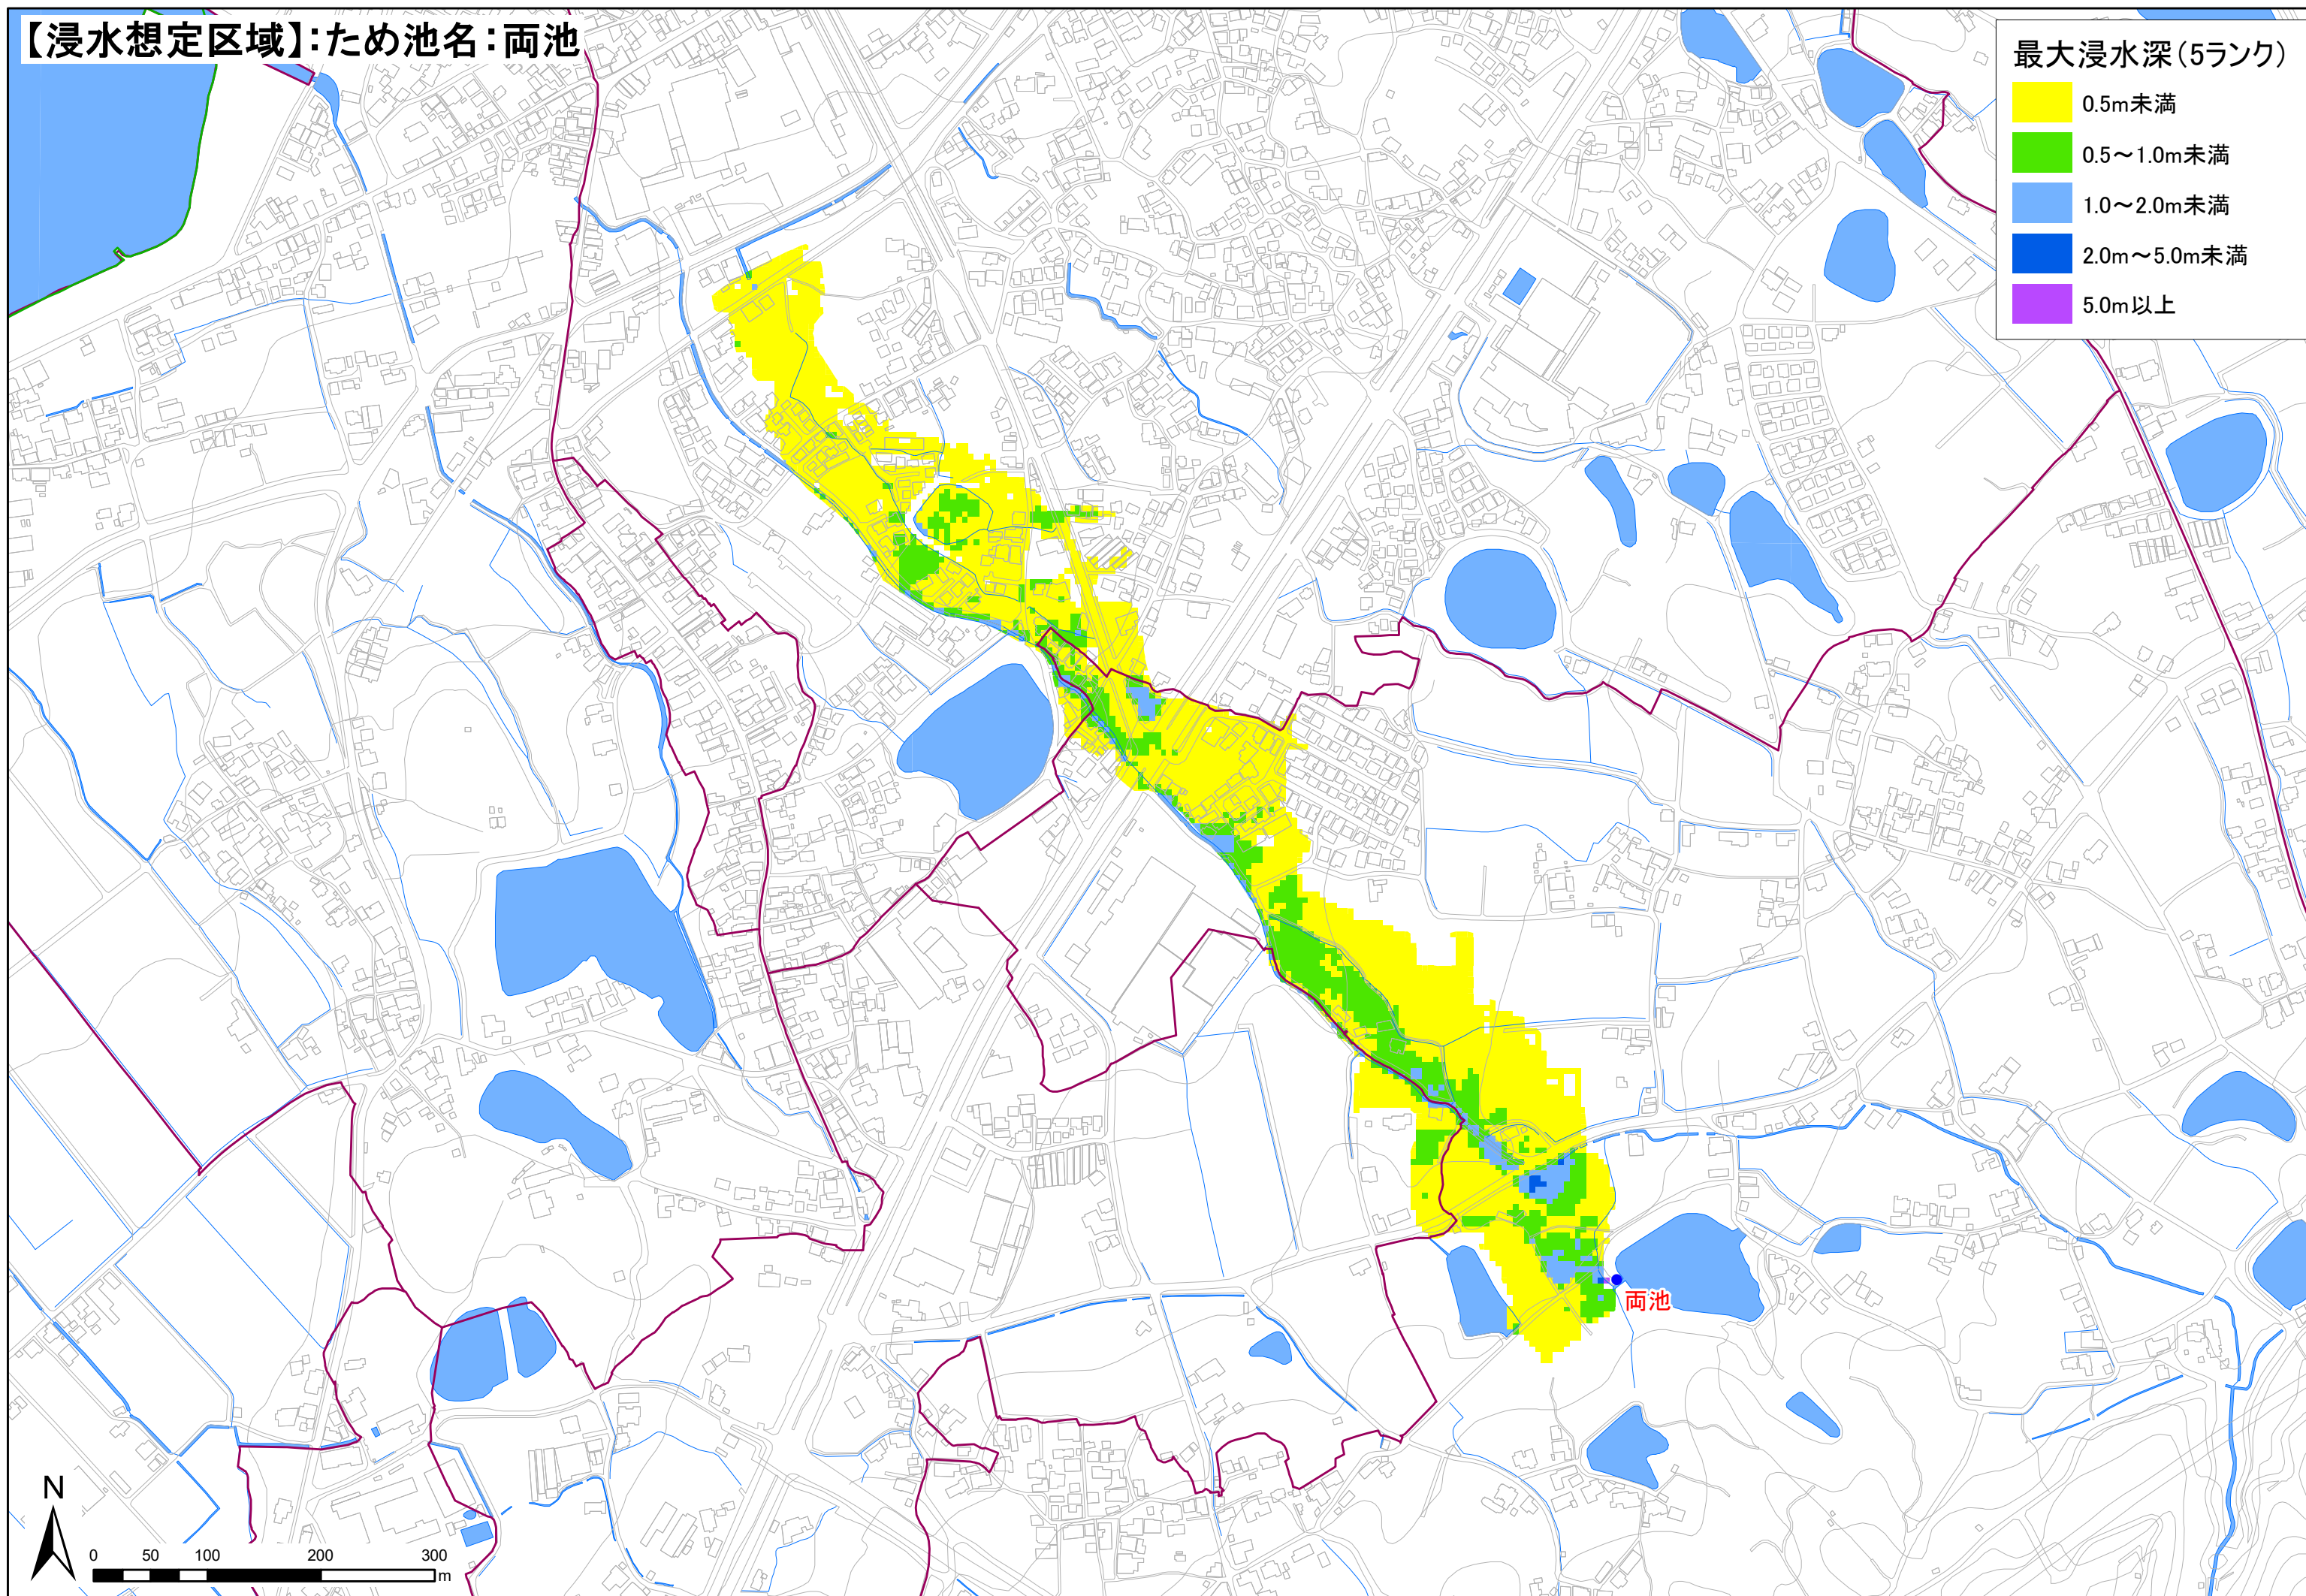 【浸水想定区域】：ため池名：両池
最大浸水深（5ランク）
0.5m未満
0.5～1.0m未満
1.0～2.0m未満
2.0m～5.0m未満
5.0m以上
両池
N
0 50 100 200 300
m